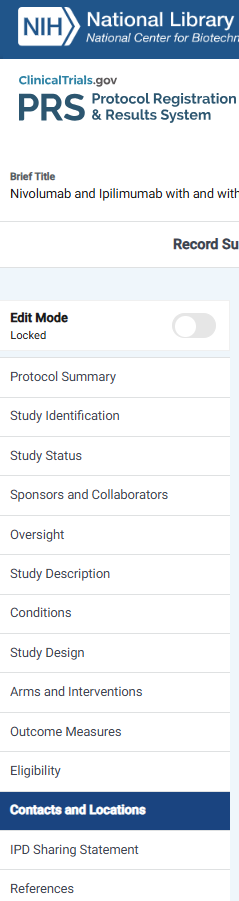 NIH
National Library
National Center for Biotechn
ClinicalTrials.gov
PRS Protocol Registration
& Results System
Brief Title
Nivolumab and Ipilimumab with and with
Record Su
Edit Mode
Locked
Protocol Summary
Study Identification
Study Status
Sponsors and Collaborators
Oversight
Study Description
Conditions
Study Design
Arms and Interventions
Outcome Measures
Eligibility
Contacts and Locations
IPD Sharing Statement
References